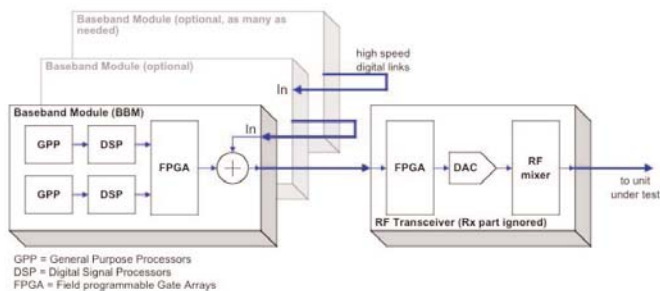 Baseband Module (optional, as many as
needed)
Baseband Module (optional)
high speed
digital links
In
Baseband Module (BBM)
In
GPP
DSP
FPGA
GPP
DSP
FPGA
DAC
RF
mixer
to unit
under test
RF Transceiver (Rx part ignored)
GPP = General Purpose Processors
DSP = Digital Signal Processors
FPGA = Field programmable Gate Arrays